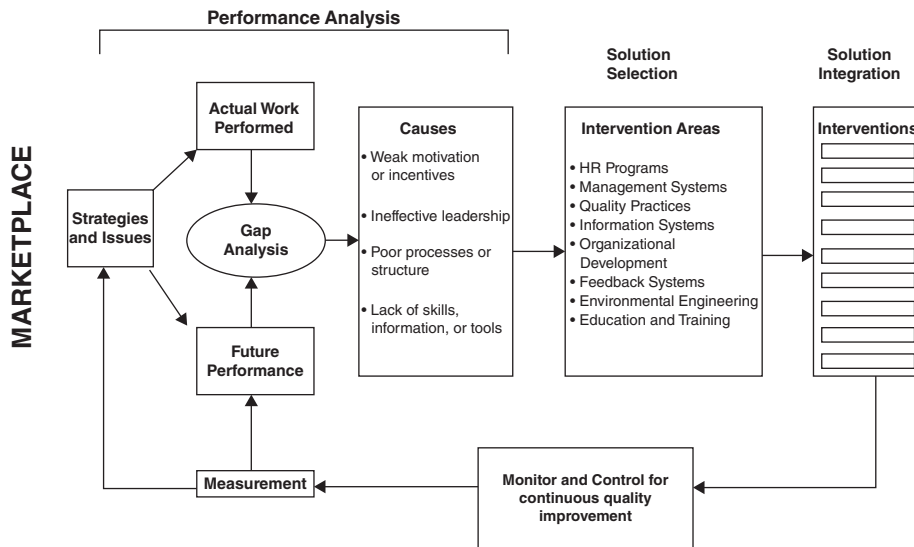 Performance Analysis
Solution
Selection
Solution
Integration
MARKETPLACE
Strategies
and Issues
Actual Work
Performed
Gap
Analysis
Future
Performance
Causes
• Weak motivation
or incentives
• Ineffective leadership
• Poor processes or
structure
• Lack of skills,
information, or tools
Intervention Areas
• HR Programs
• Management Systems
• Quality Practices
• Information Systems
• Organizational
Development
• Feedback Systems
• Environmental Engineering
• Education and Training
Interventions
Measurement
Monitor and Control for
continuous quality
improvement